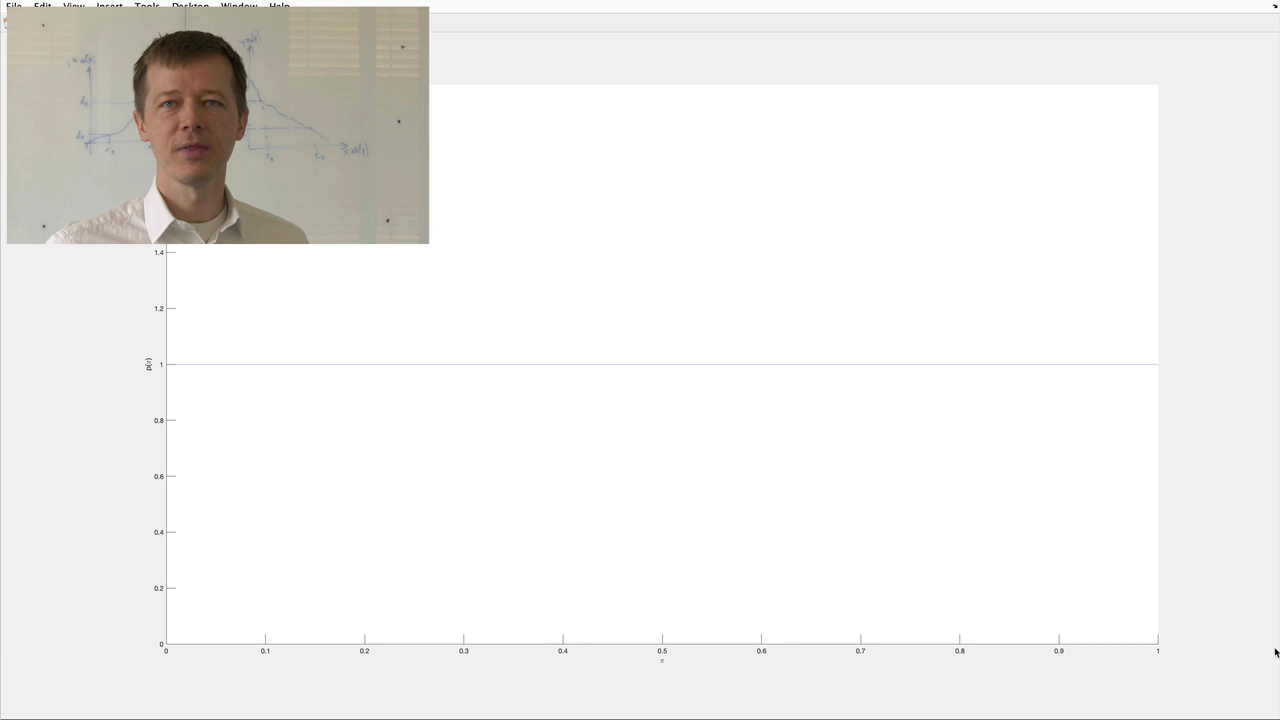 File Edit View Insert Tools Desktop Window Help
1.4
1.2
p(π)
1
0.8
0.6
0.4
0.2
0
0 0.1 0.2 0.3 0.4 0.5 0.6 0.7 0.8 0.9 1
π